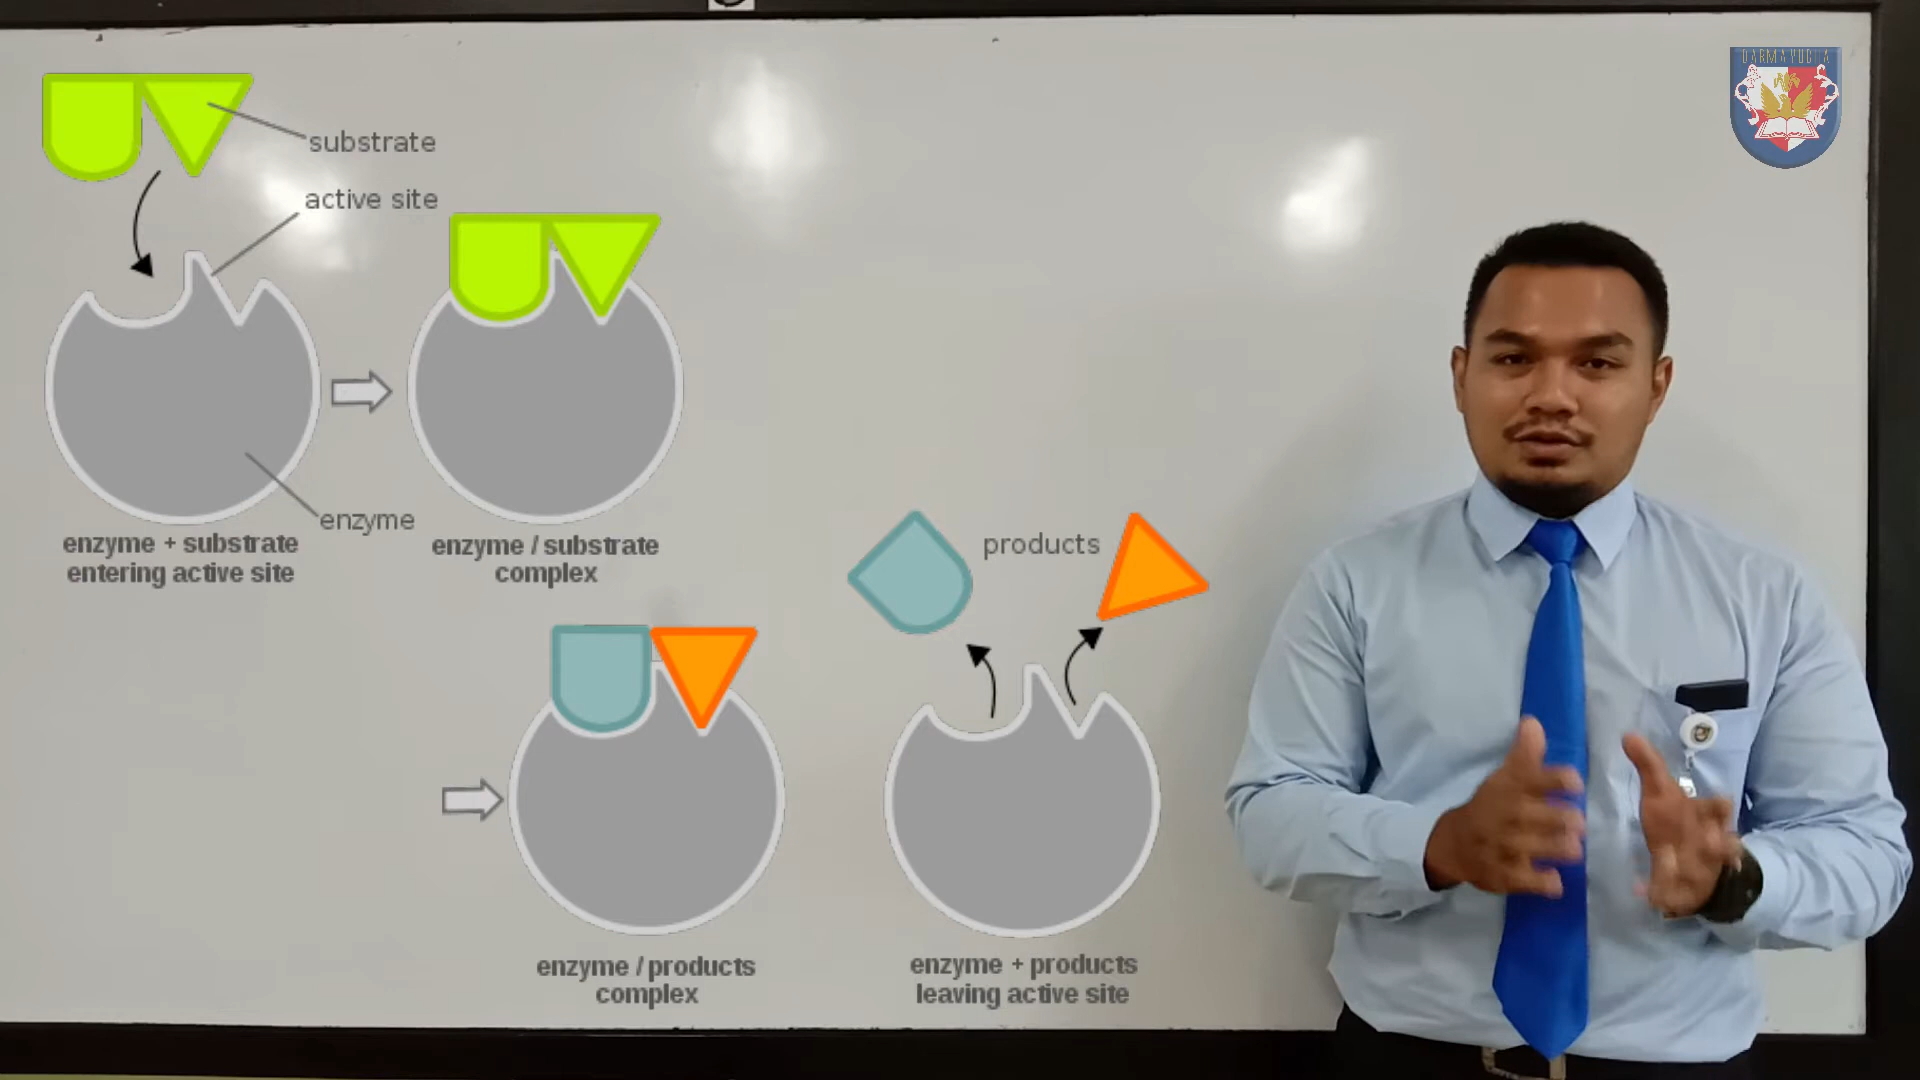 DARMAYUDHA
substrate
active site
enzyme
enzyme + substrate
entering active site
enzyme / substrate
complex
products
enzyme / products
complex
enzyme + products
leaving active site